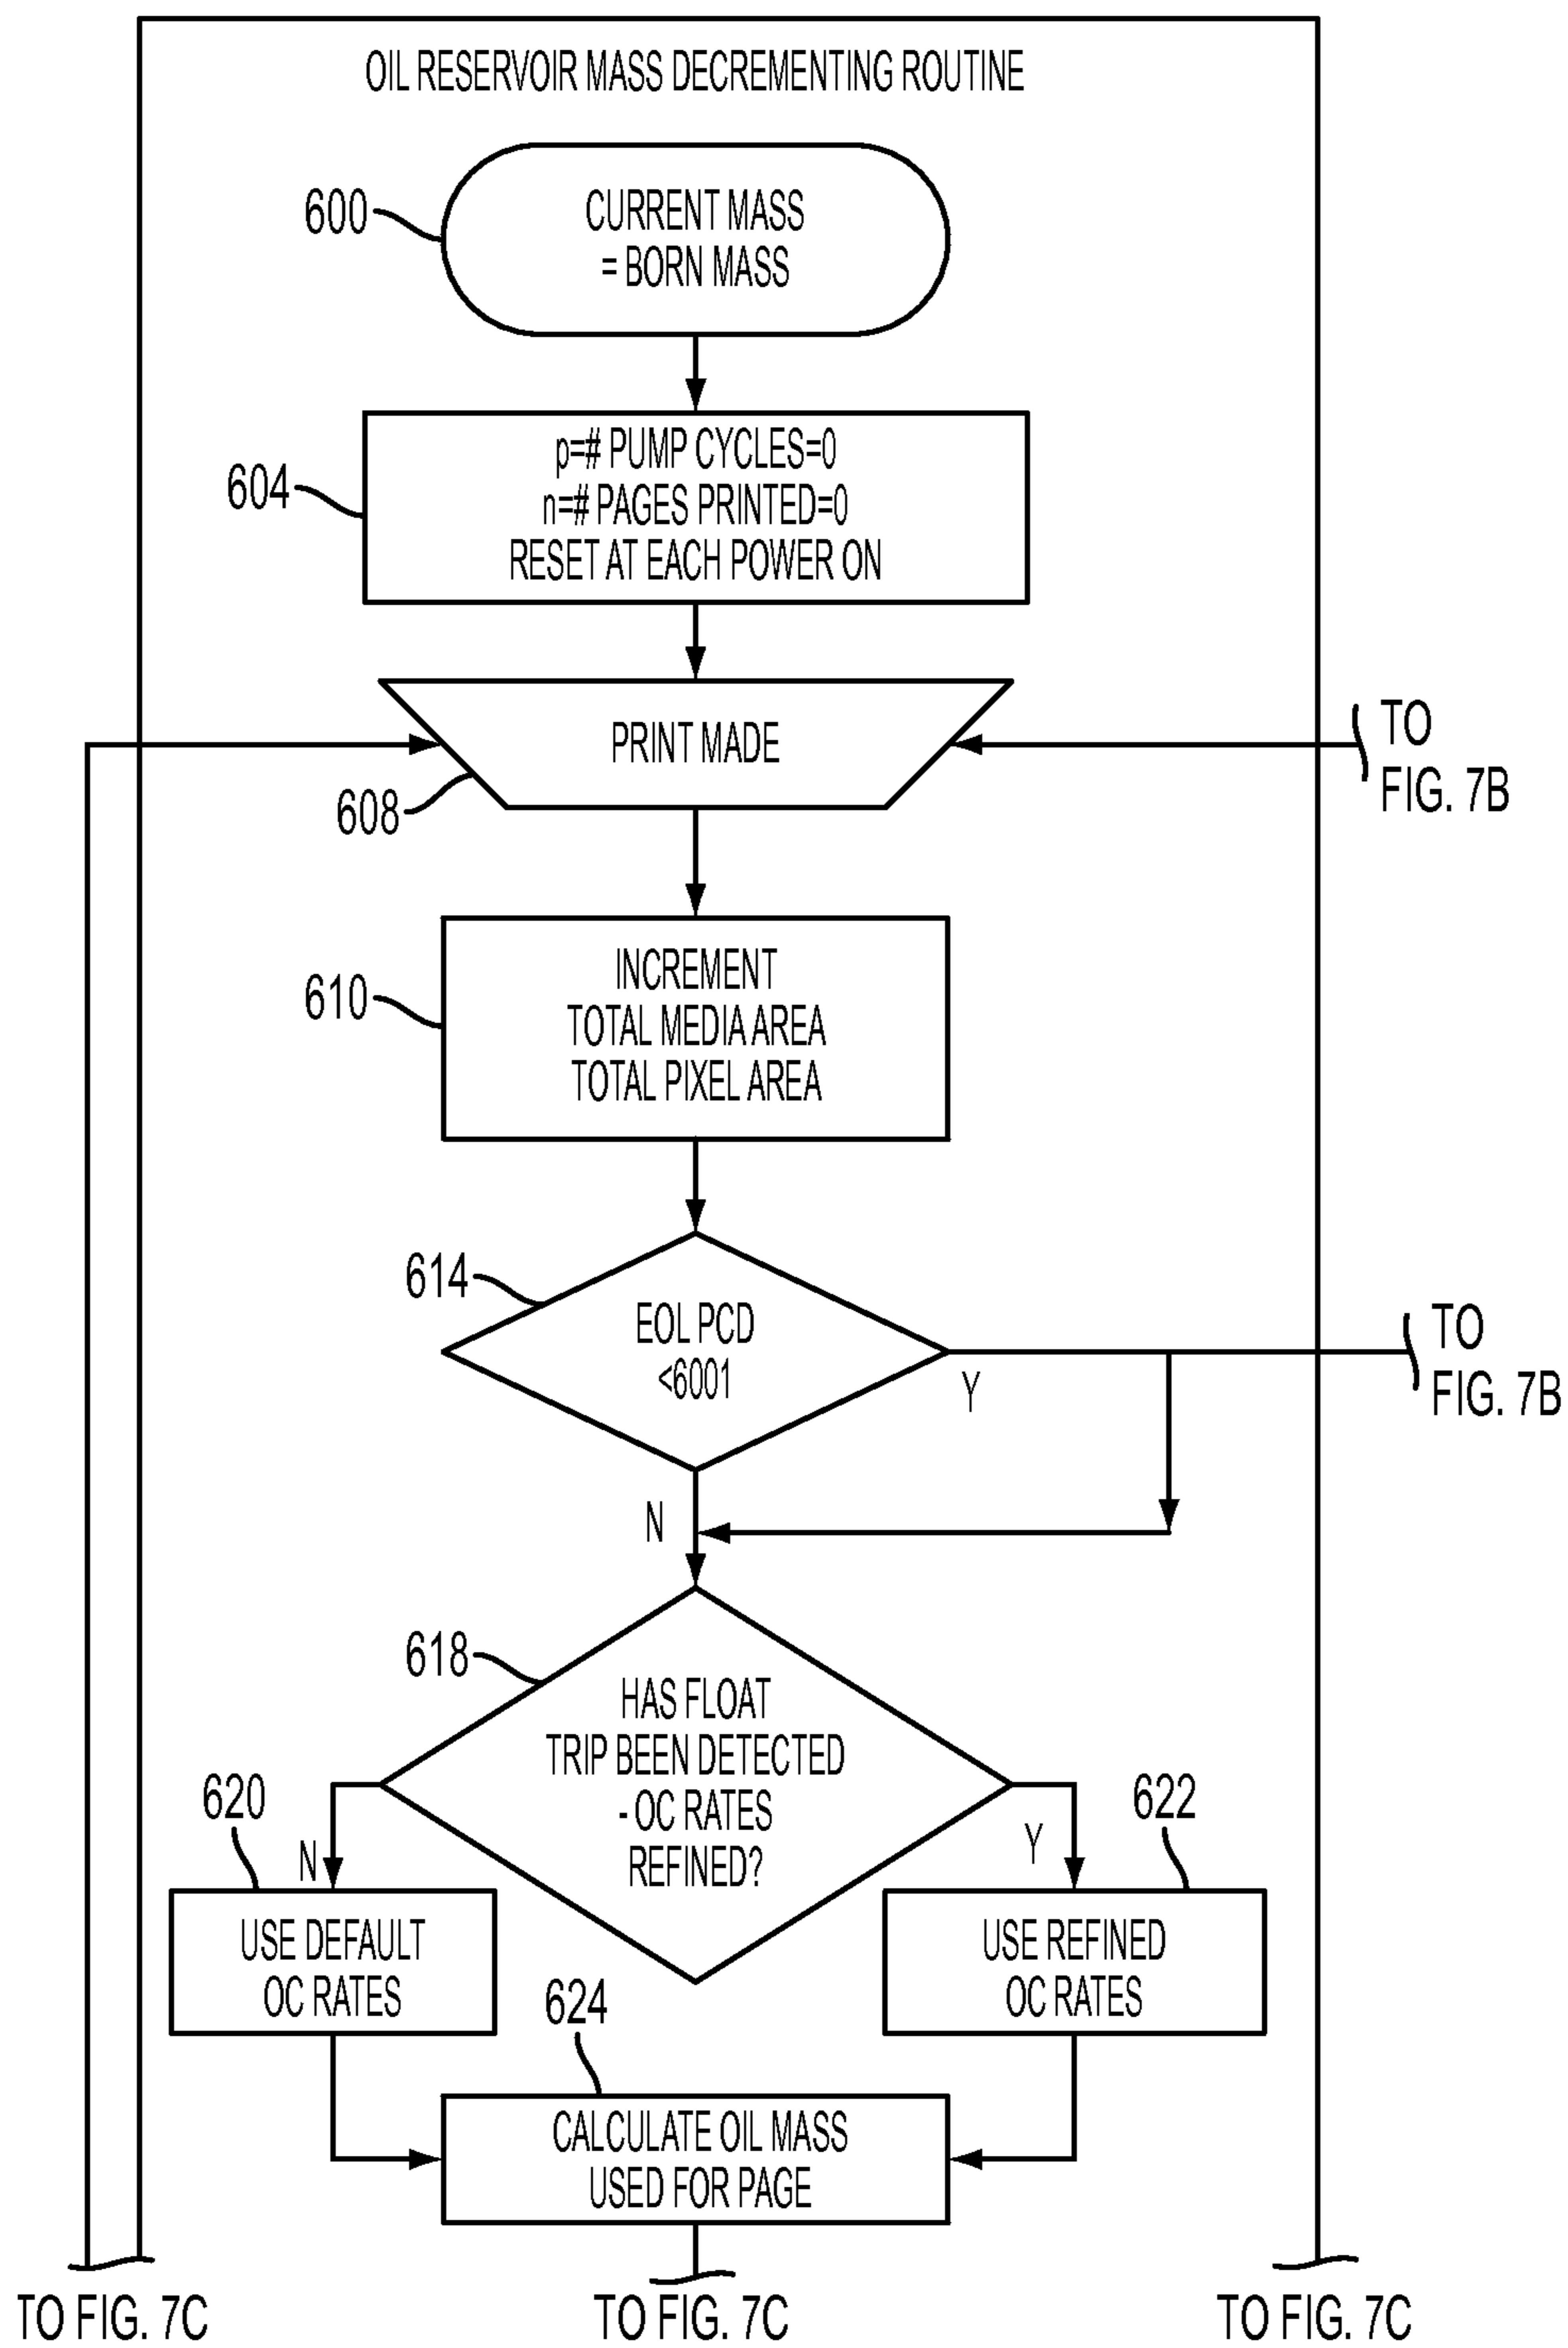 OIL RESERVOIR MASS DECREMENTING ROUTINE
600
CURRENT MASS
= BORN MASS
604
p=# PUMP CYCLES=0
n=# PAGES PRINTED=0
RESET AT EACH POWER ON
PRINT MADE
608
TO
FIG. 7B
610
INCREMENT
TOTAL MEDIA AREA
TOTAL PIXEL AREA
614
EOL PCD
<6001
Y
TO
FIG. 7B
N
618
HAS FLOAT
TRIP BEEN DETECTED
- OC RATES
REFINED?
620
N
Y
622
USE DEFAULT
OC RATES
USE REFINED
OC RATES
624
CALCULATE OIL MASS
USED FOR PAGE
TO FIG. 7C
TO FIG. 7C
TO FIG. 7C